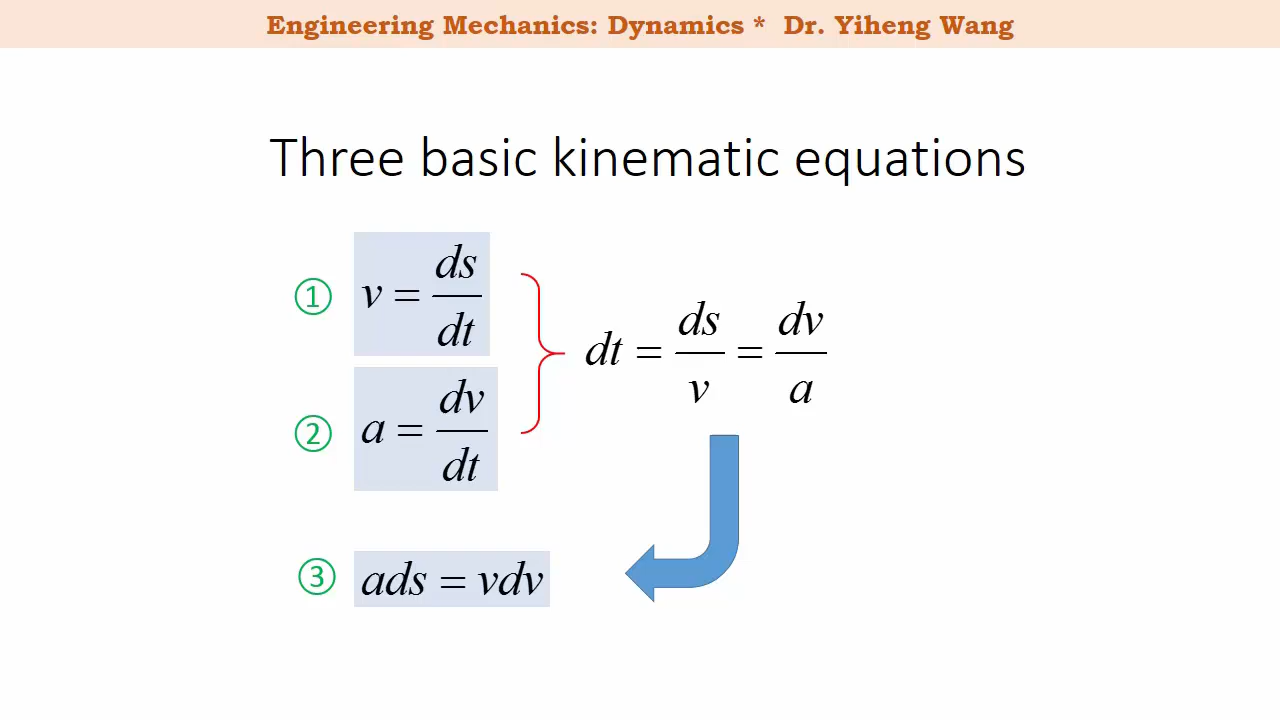 Engineering Mechanics: Dynamics * Dr. Yiheng Wang
Three basic kinematic equations
① v = ds/dt
② a = dv/dt
dt = ds/v = dv/a
③ ads = vdv